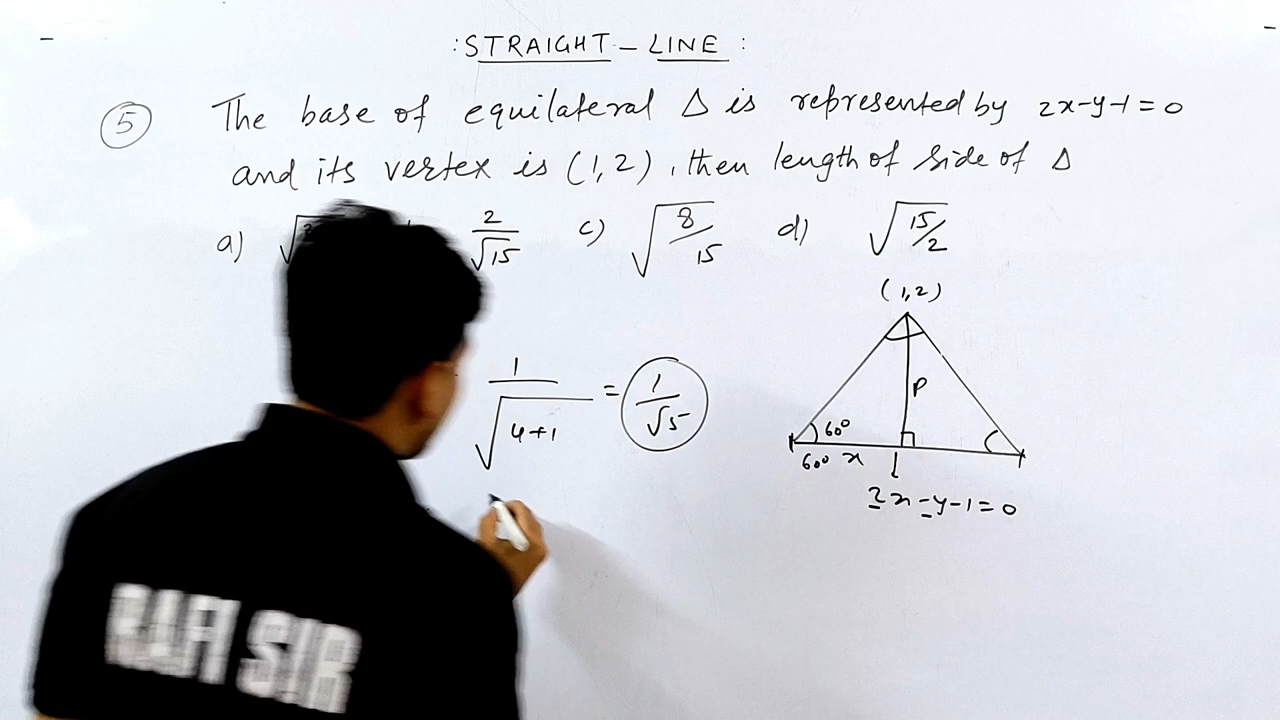 : STRAIGHT – LINE :
5 The base of equilateral Δ is represented by 2x-y-1=0
and its vertex is (1,2), then length of side of Δ
a) 2/√15 c) √8/15 d) √15/2
(1,2)
1/√4+1 = 1/√5
P
60°
60° x
2x-y-1=0
RAFI SIR